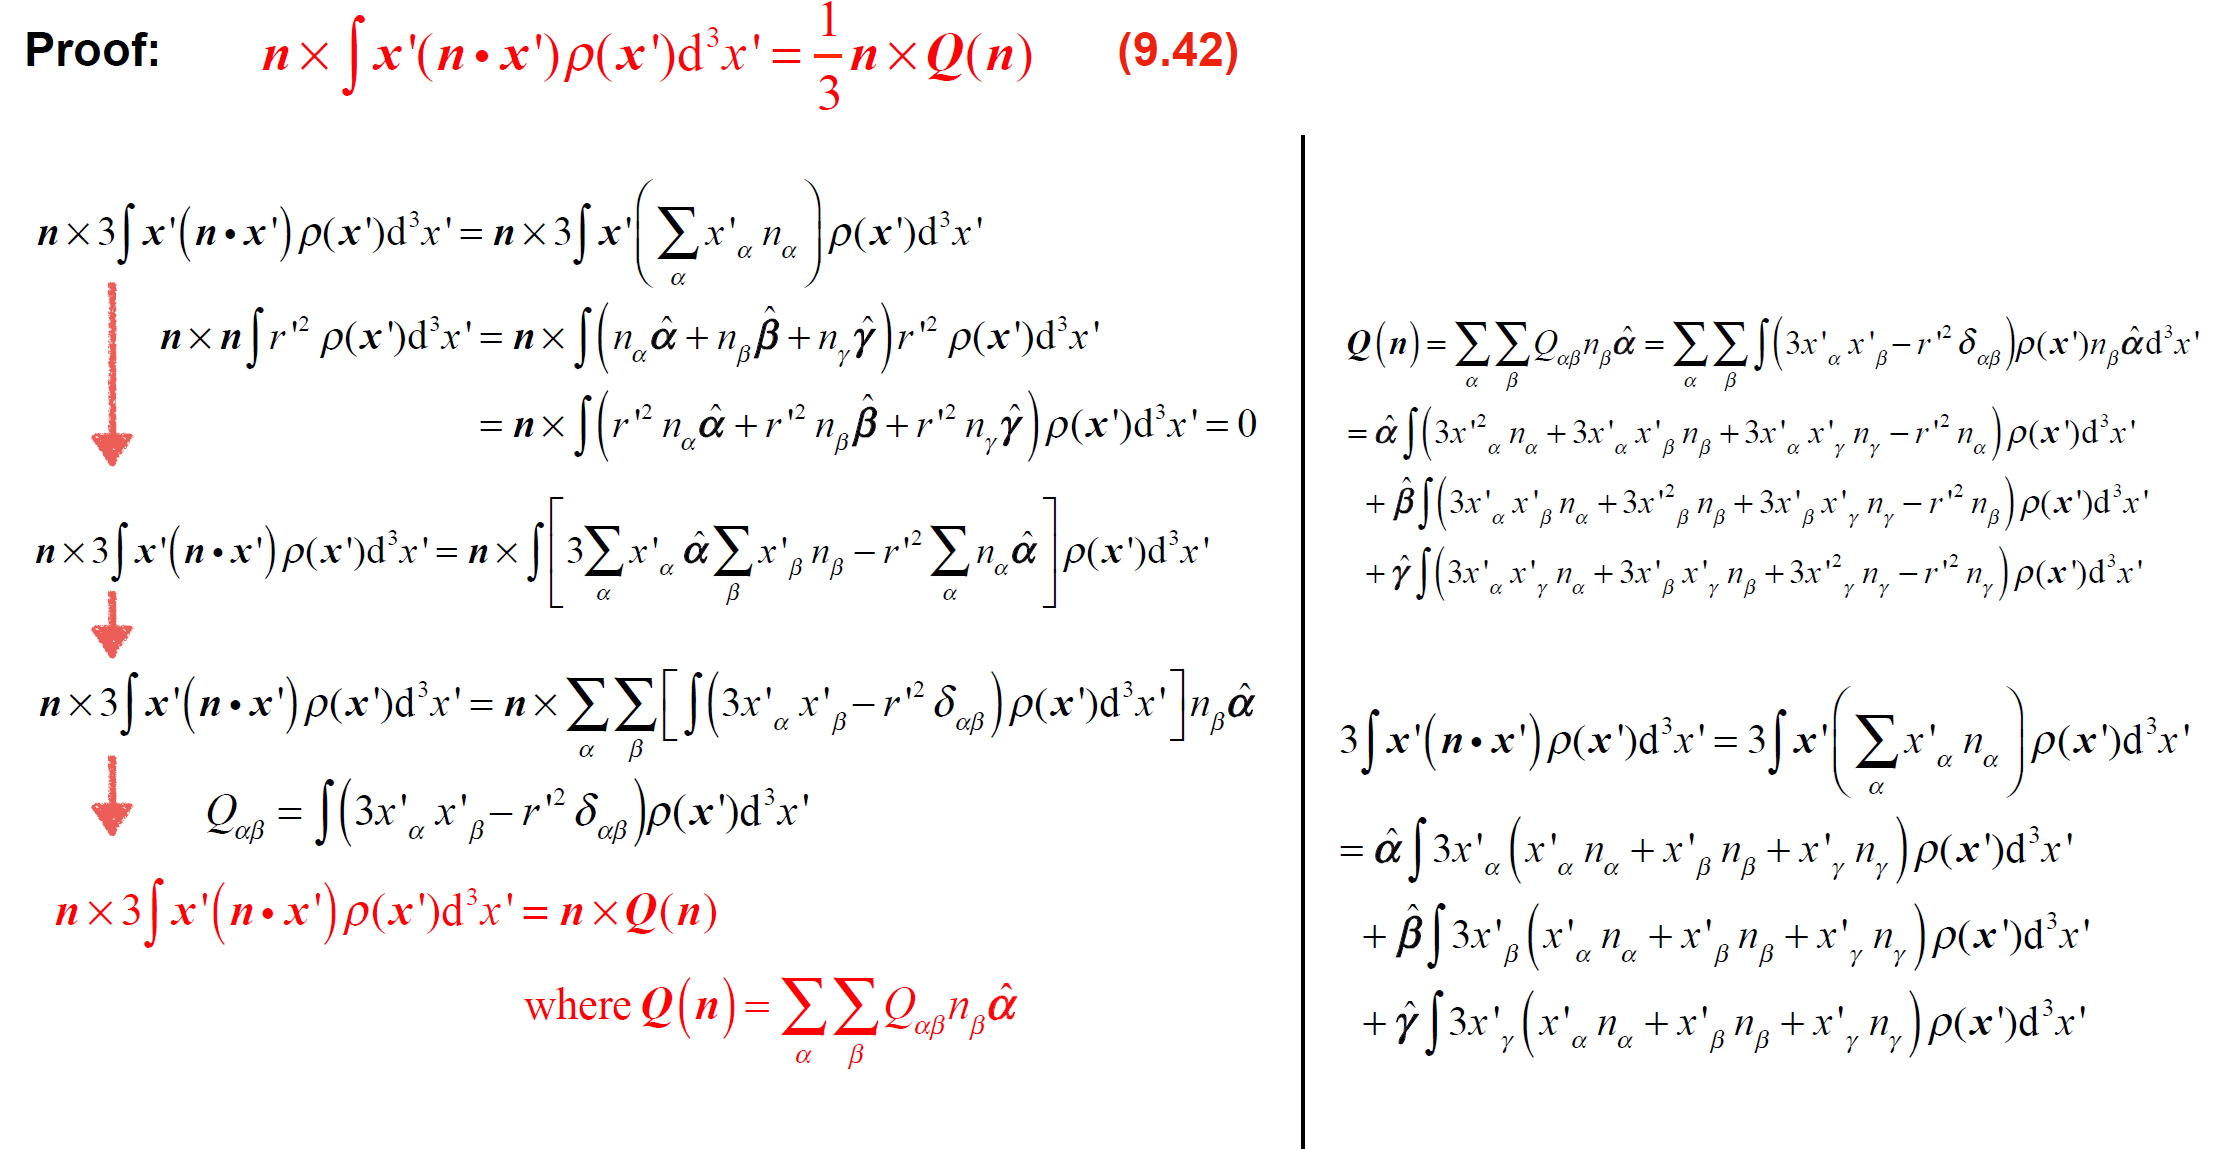 Proof: n × ∫ x'(n • x') ρ(x')d³x' = 1/3 n × Q(n) (9.42)
n × 3∫ x'(n • x') ρ(x')d³x' = n × 3∫ x'(∑_α x'_α n_α) ρ(x')d³x'
n × n ∫ r'² ρ(x')d³x' = n × ∫(n_α α̂ + n_β β̂ + n_γ γ̂) r'² ρ(x')d³x'
= n × ∫(r'² n_α α̂ + r'² n_β β̂ + r'² n_γ γ̂) ρ(x')d³x' = 0
n × 3∫ x'(n • x') ρ(x')d³x' = n × ∫[3∑_α x'_α α̂ ∑_β x'_β n_β − r'² ∑_α n_α α̂] ρ(x')d³x'
n × 3∫ x'(n • x') ρ(x')d³x' = n × ∑_α ∑_β [∫(3x'_α x'_β − r'² δ_αβ) ρ(x')d³x'] n_β α̂
Q_αβ = ∫(3x'_α x'_β − r'² δ_αβ) ρ(x')d³x'
n × 3∫ x'(n • x') ρ(x')d³x' = n × Q(n)
where Q(n) = ∑_α ∑_β Q_αβ n_β α̂
Q(n) = ∑_α ∑_β Q_αβ n_β α̂ = ∑_α ∑_β ∫(3x'_α x'_β − r'² δ_αβ) ρ(x') n_β α̂ d³x'
= α̂ ∫(3x'²_α n_α + 3x'_α x'_β n_β + 3x'_α x'_γ n_γ − r'² n_α) ρ(x')d³x'
+ β̂ ∫(3x'_α x'_β n_α + 3x'²_β n_β + 3x'_β x'_γ n_γ − r'² n_β) ρ(x')d³x'
+ γ̂ ∫(3x'_α x'_γ n_α + 3x'_β x'_γ n_β + 3x'²_γ n_γ − r'² n_γ) ρ(x')d³x'
3∫ x'(n • x') ρ(x')d³x' = 3∫ x'(∑_α x'_α n_α) ρ(x')d³x'
= α̂ ∫ 3x'_α (x'_α n_α + x'_β n_β + x'_γ n_γ) ρ(x')d³x'
+ β̂ ∫ 3x'_β (x'_α n_α + x'_β n_β + x'_γ n_γ) ρ(x')d³x'
+ γ̂ ∫ 3x'_γ (x'_α n_α + x'_β n_β + x'_γ n_γ) ρ(x')d³x'